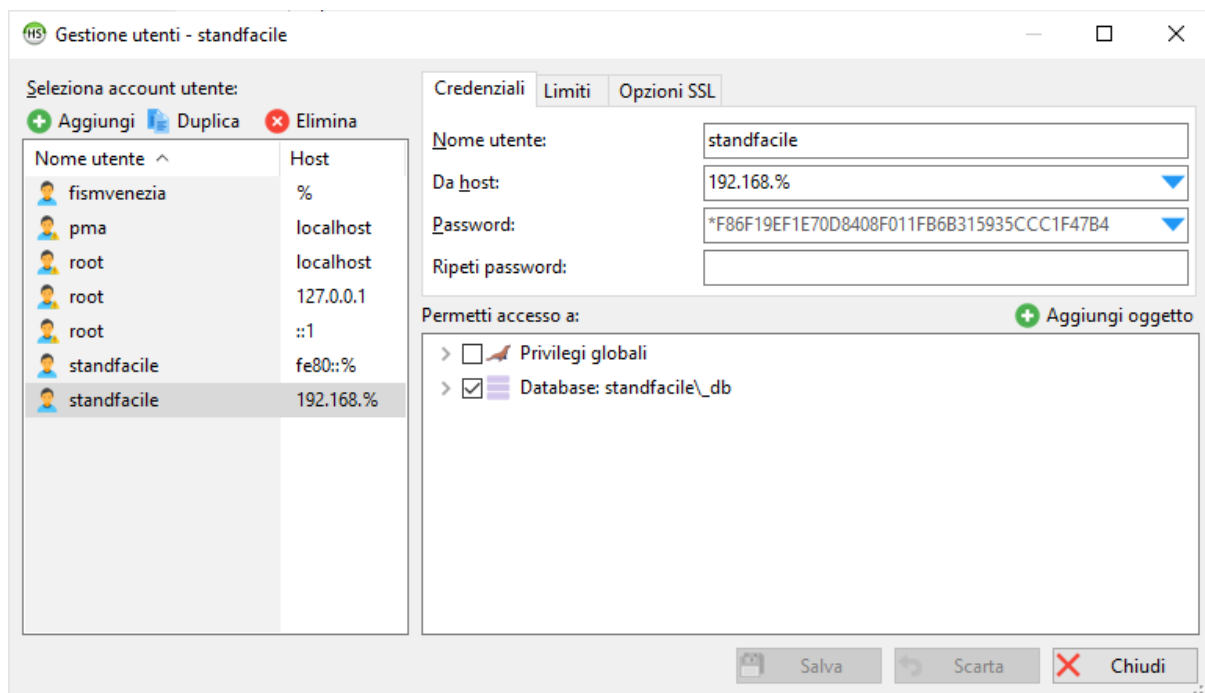 HS Gestione utenti - standfacile
Seleziona account utente:
Aggiungi Duplica Elimina
Nome utente Host
fismvenezia %
pma localhost
root localhost
root 127.0.0.1
root ::1
standfacile fe80::%
standfacile 192.168.%
Credenziali Limiti Opzioni SSL
Nome utente: standfacile
Da host: 192.168.%
Password: *F86F19EF1E70D8408F011FB6B315935CCC1F47B4
Ripeti password:
Permetti accesso a: Aggiungi oggetto
Privilegi globali
Database: standfacile\_db
Salva Scarta Chiudi